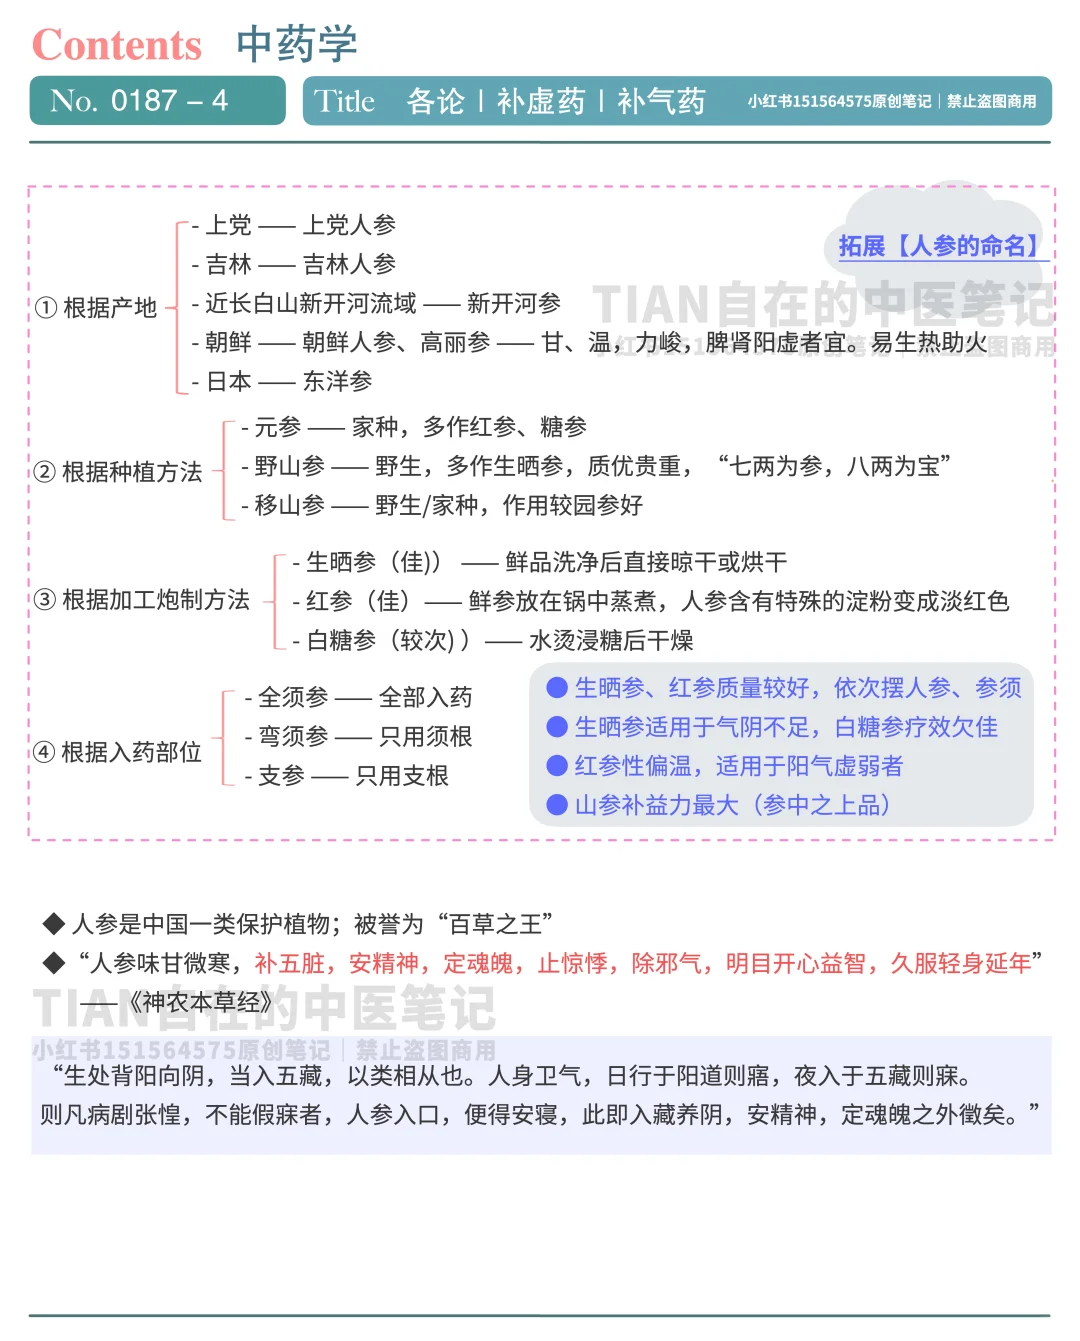 Contents 中药学
No. 0187 – 4
Title 各论 | 补虚药 | 补气药 小红书151564575原创笔记｜禁止盗图商用
拓展【人参的命名】
TIAN自在的中医笔记
小红书151564575原创笔记｜禁止盗图商用
① 根据产地
- 上党 —— 上党人参
- 吉林 —— 吉林人参
- 近长白山新开河流域 —— 新开河参
- 朝鲜 —— 朝鲜人参、高丽参 —— 甘、温，力峻，脾肾阳虚者宜。易生热助火
- 日本 —— 东洋参
② 根据种植方法
- 元参 —— 家种，多作红参、糖参
- 野山参 —— 野生，多作生晒参，质优贵重，“七两为参，八两为宝”
- 移山参 —— 野生/家种，作用较园参好
③ 根据加工炮制方法
- 生晒参（佳)） —— 鲜品洗净后直接晾干或烘干
- 红参（佳）—— 鲜参放在锅中蒸煮，人参含有特殊的淀粉变成淡红色
- 白糖参（较次) ）—— 水烫浸糖后干燥
④ 根据入药部位
- 全须参 —— 全部入药
- 弯须参 —— 只用须根
- 支参 —— 只用支根
● 生晒参、红参质量较好，依次摆人参、参须
● 生晒参适用于气阴不足，白糖参疗效欠佳
● 红参性偏温，适用于阳气虚弱者
● 山参补益力最大（参中之上品）
◆ 人参是中国一类保护植物；被誉为“百草之王”
◆ “人参味甘微寒，补五脏，安精神，定魂魄，止惊悸，除邪气，明目开心益智，久服轻身延年”
——《神农本草经》
TIAN自在的中医笔记
小红书151564575原创笔记｜禁止盗图商用
“生处背阳向阴，当入五藏，以类相从也。人身卫气，日行于阳道则寤，夜入于五藏则寐。
则凡病剧张惶，不能假寐者，人参入口，便得安寝，此即入藏养阴，安精神，定魂魄之外徵矣。”